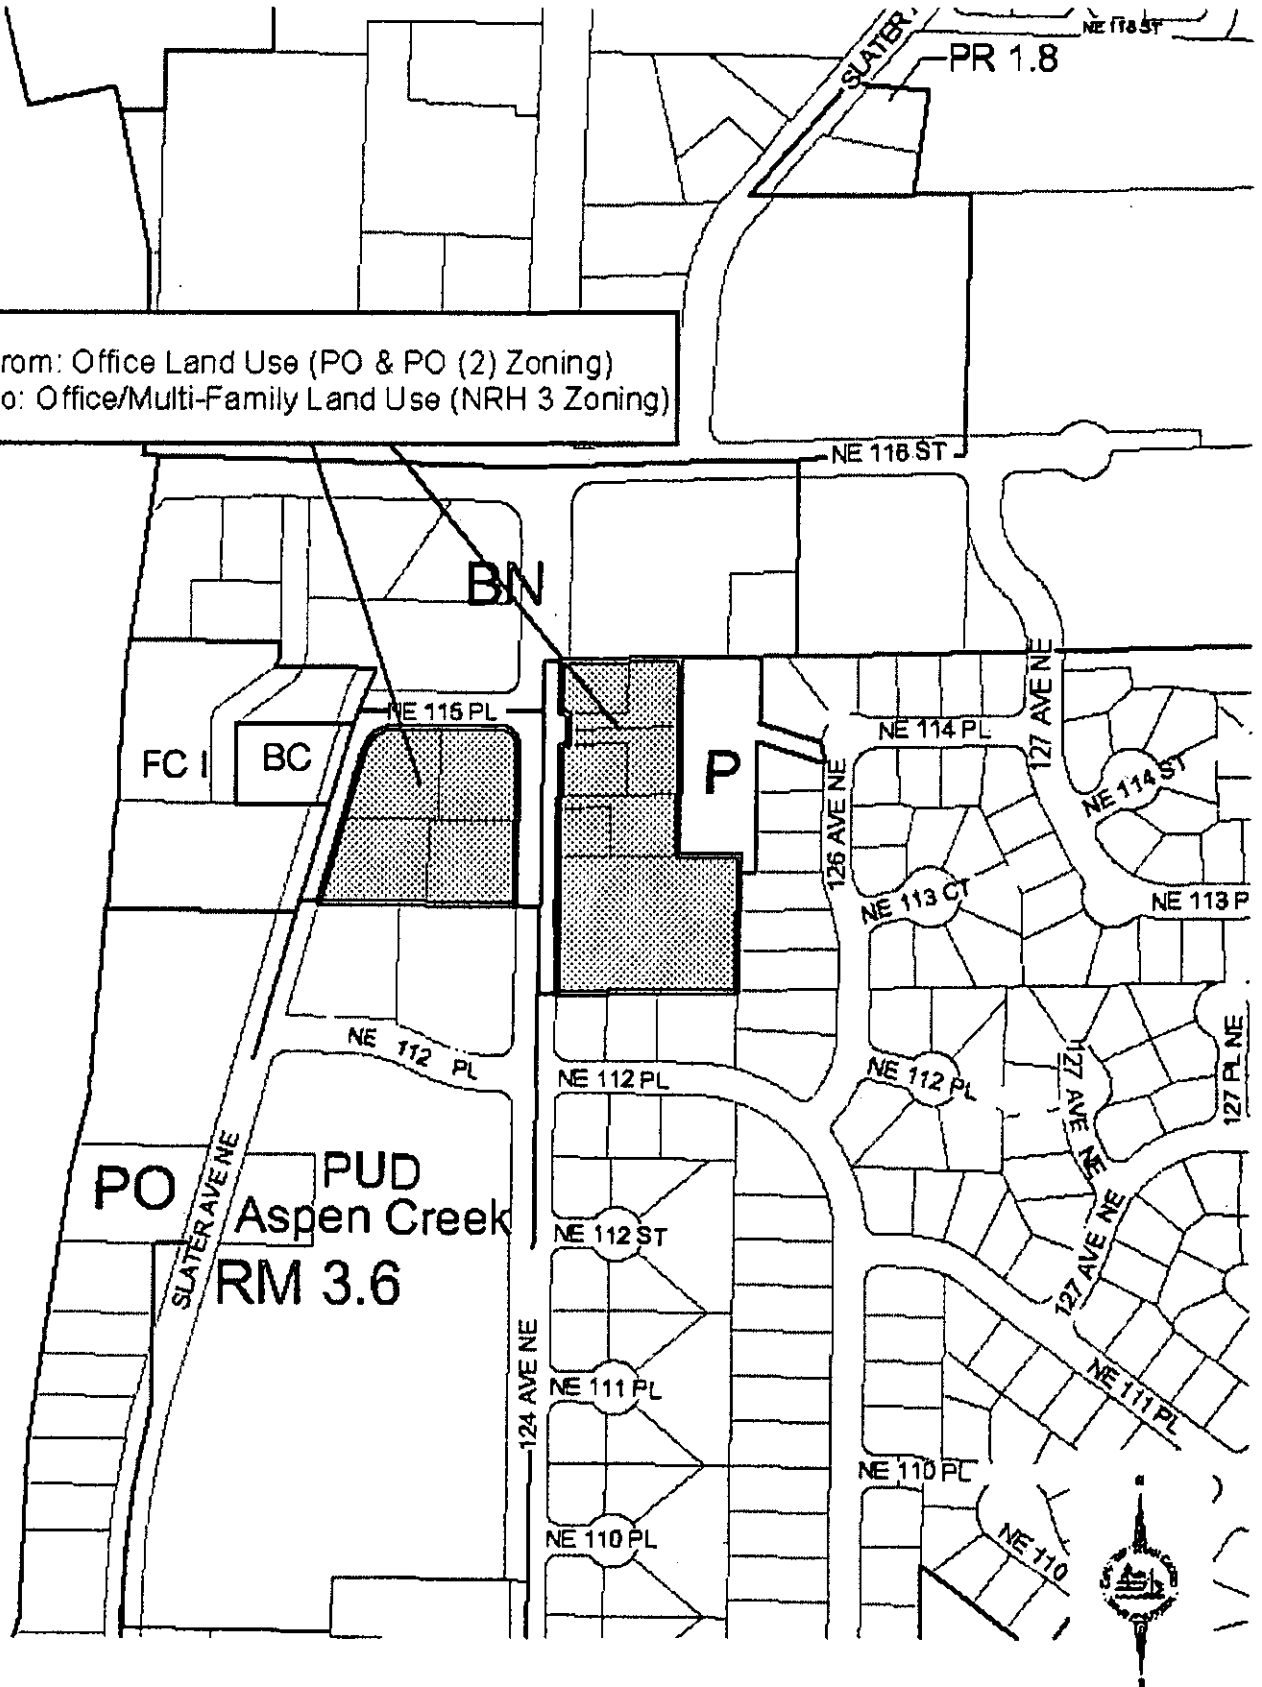 NE 118 ST
SLATER
PR 1.8
rom: Office Land Use (PO & PO (2) Zoning)
o: Office/Multi-Family Land Use (NRH 3 Zoning)
NE 116 ST
BN
127 AVE NE
NE 115 PL
NE 114 PL
FC I
BC
P
NE 114 ST
126 AVE NE
NE 113 CT
NE 113 P
NE 112 PL
NE 112 PL
NE 112 PL
127 AVE NE
127 PL NE
PO
SLATER AVE NE
PUD
Aspen Creek
RM 3.6
NE 112 ST
127 AVE NE
124 AVE NE
NE 111 PL
NE 111 PL
NE 110 PL
NE 110 PL
NE 110